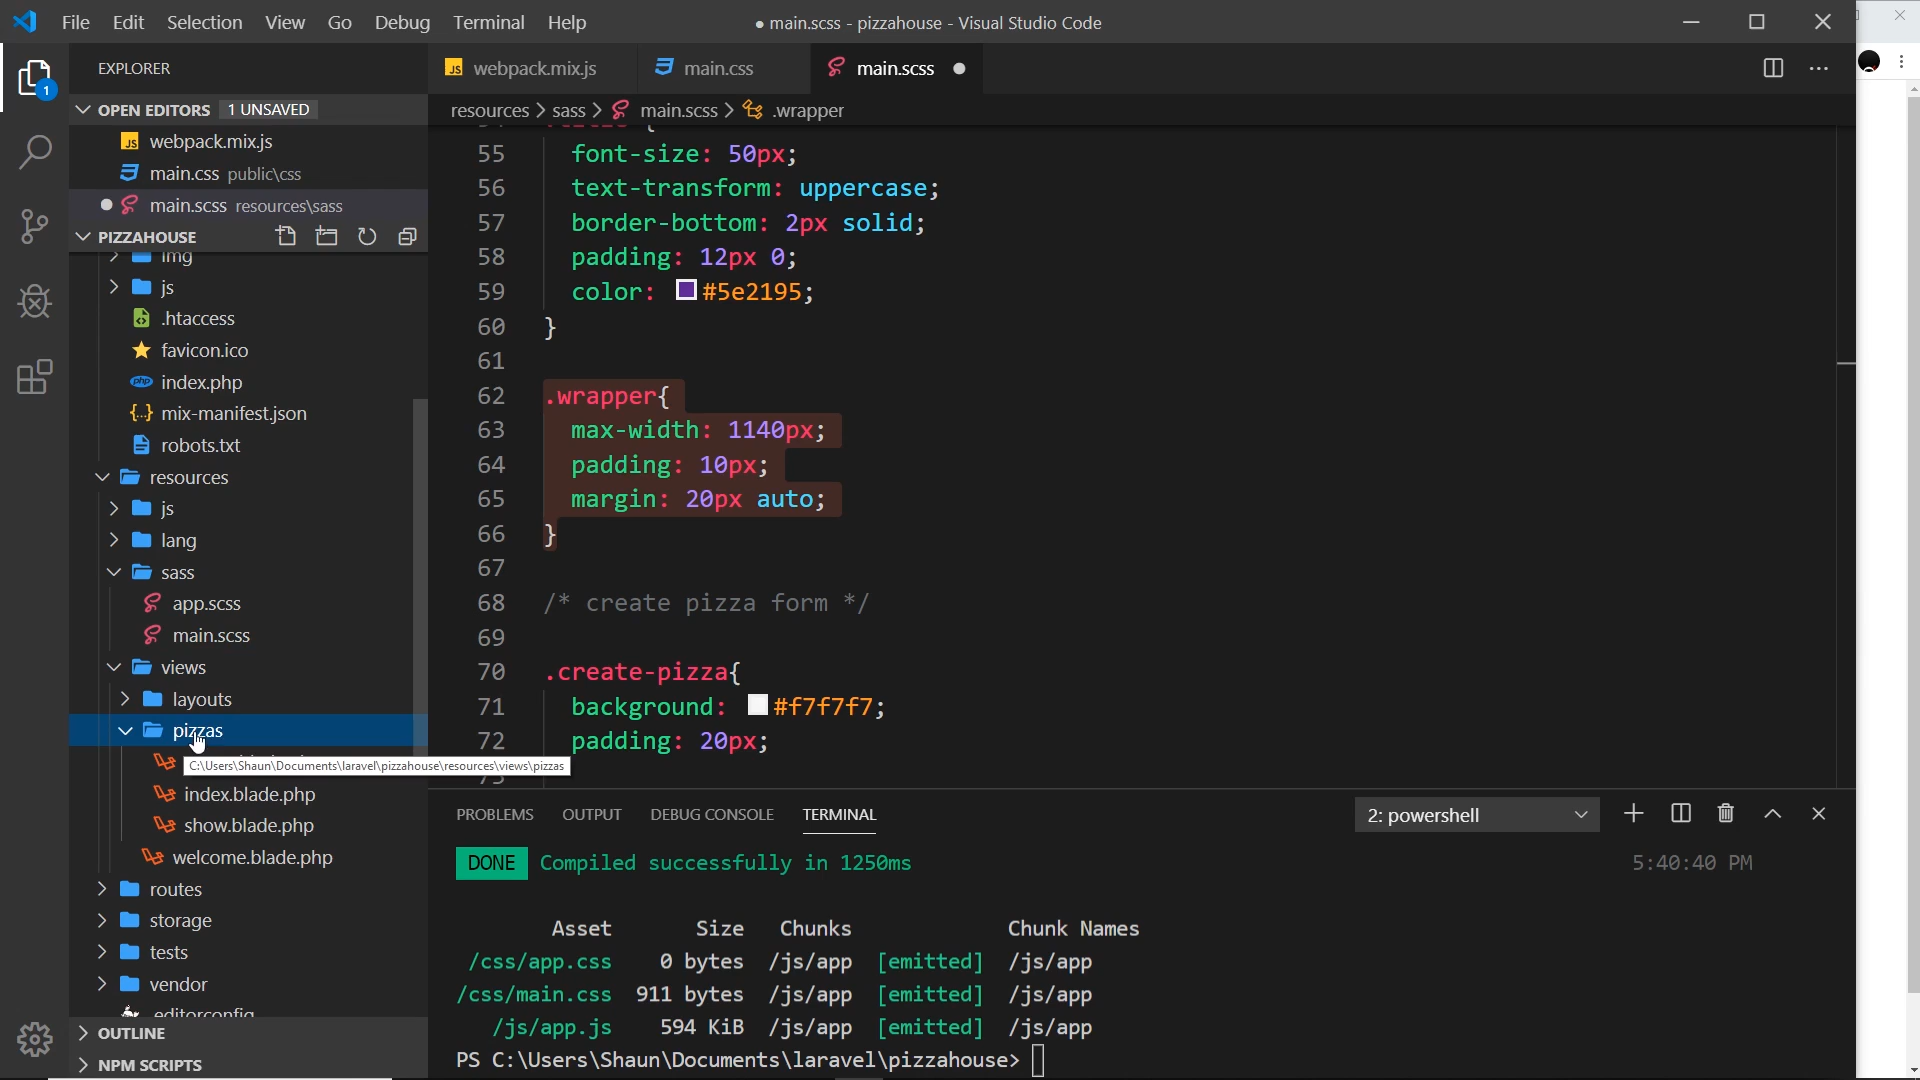 File Edit Selection View Go Debug Terminal Help
● main.scss - pizzahouse - Visual Studio Code
EXPLORER
OPEN EDITORS 1 UNSAVED
JS webpack.mix.js
main.css public\css
main.scss resources\sass
PIZZAHOUSE
img
js
.htaccess
favicon.ico
php index.php
mix-manifest.json
robots.txt
resources
js
lang
sass
app.scss
main.scss
views
layouts
pizzas
C:\Users\Shaun\Documents\laravel\pizzahouse\resources\views\pizzas
index.blade.php
show.blade.php
welcome.blade.php
routes
storage
tests
vendor
.editorconfig
OUTLINE
NPM SCRIPTS
1
JS webpack.mix.js
main.css
main.scss
resources > sass > main.scss > .wrapper
55 font-size: 50px;
56 text-transform: uppercase;
57 border-bottom: 2px solid;
58 padding: 12px 0;
59 color: #5e2195;
60 }
61
62 .wrapper{
63 max-width: 1140px;
64 padding: 10px;
65 margin: 20px auto;
66 }
67
68 /* create pizza form */
69
70 .create-pizza{
71 background: #f7f7f7;
72 padding: 20px;
73
PROBLEMS OUTPUT DEBUG CONSOLE TERMINAL
2: powershell
DONE Compiled successfully in 1250ms 5:40:40 PM
Asset Size Chunks Chunk Names
/css/app.css 0 bytes /js/app [emitted] /js/app
/css/main.css 911 bytes /js/app [emitted] /js/app
/js/app.js 594 KiB /js/app [emitted] /js/app
PS C:\Users\Shaun\Documents\laravel\pizzahouse>